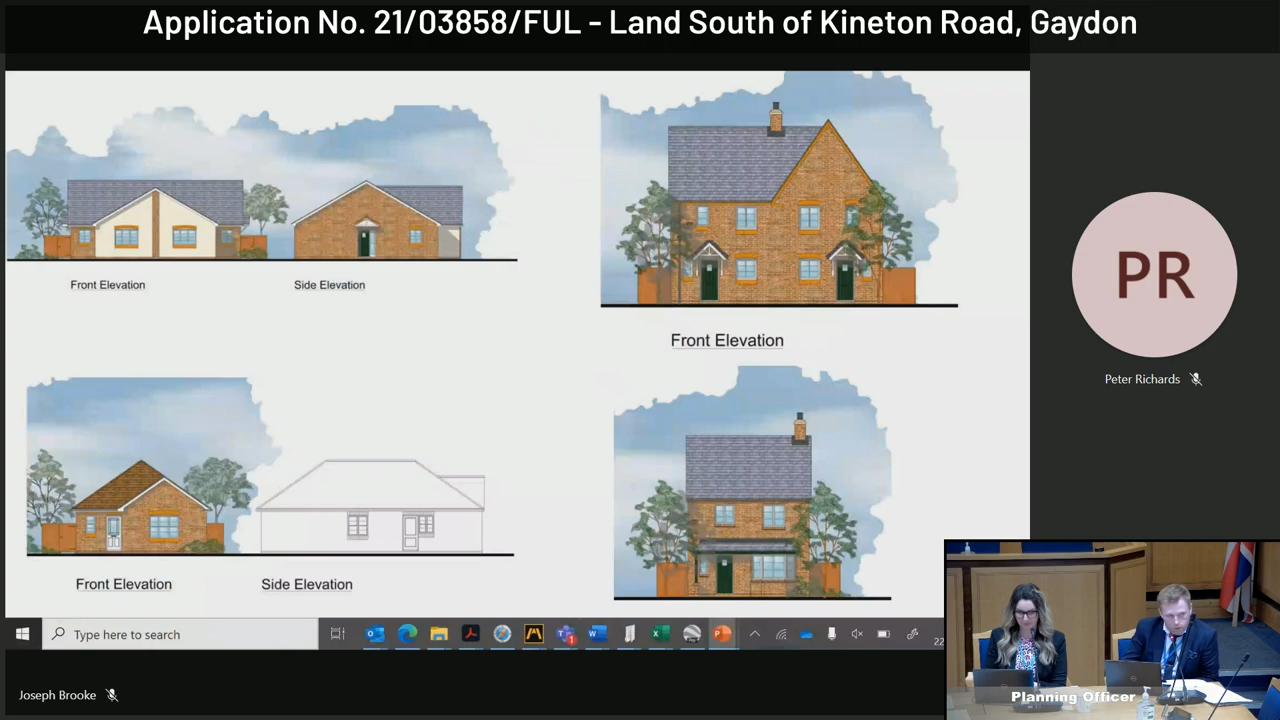 Application No. 21/03858/FUL - Land South of Kineton Road, Gaydon
Front Elevation
Side Elevation
Front Elevation
PR
Peter Richards
Front Elevation
Side Elevation
Type here to search
22
Joseph Brooke
Planning Officer